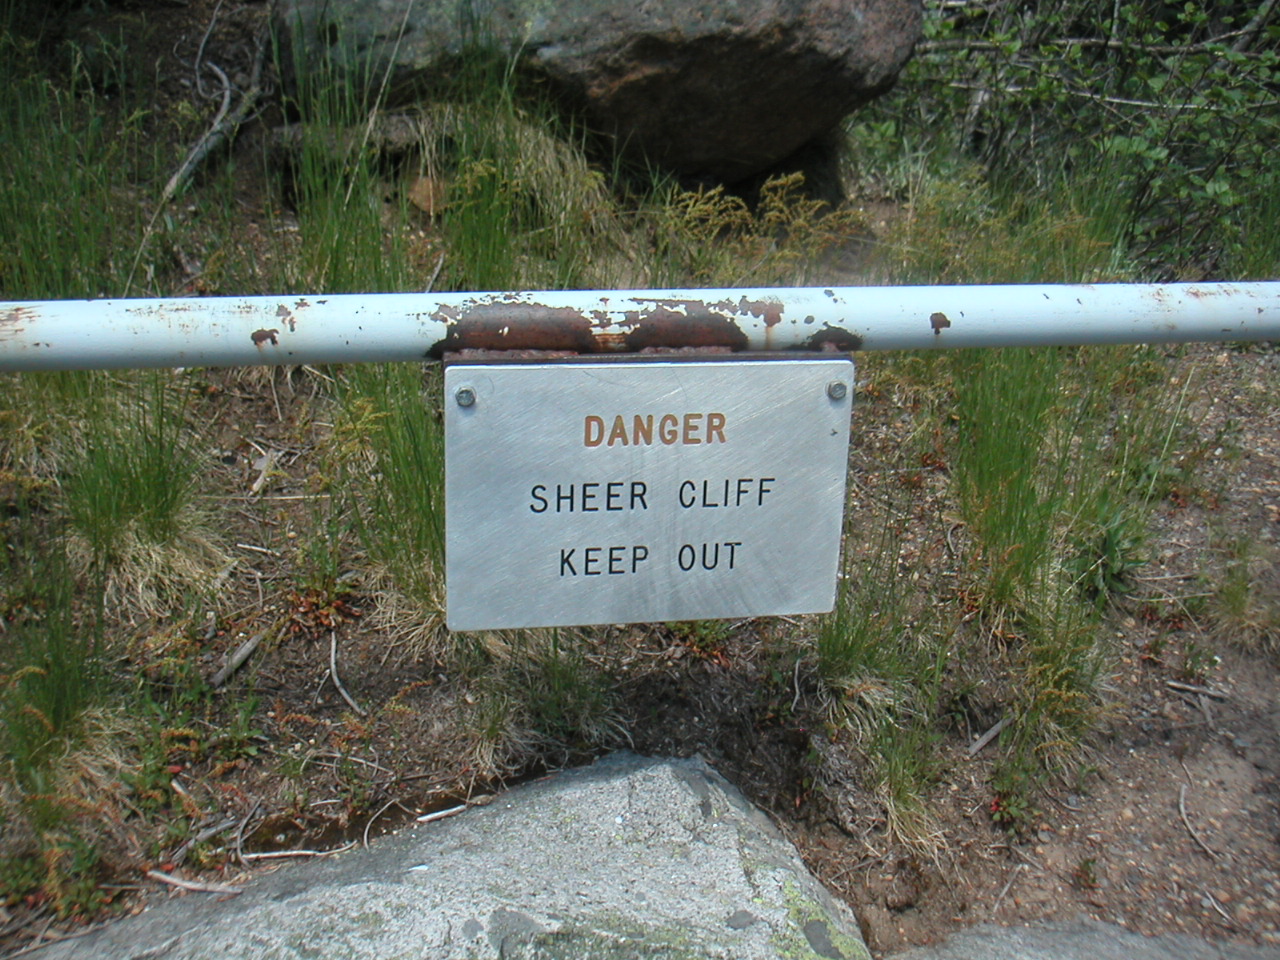 DANGER
SHEER CLIFF
KEEP OUT